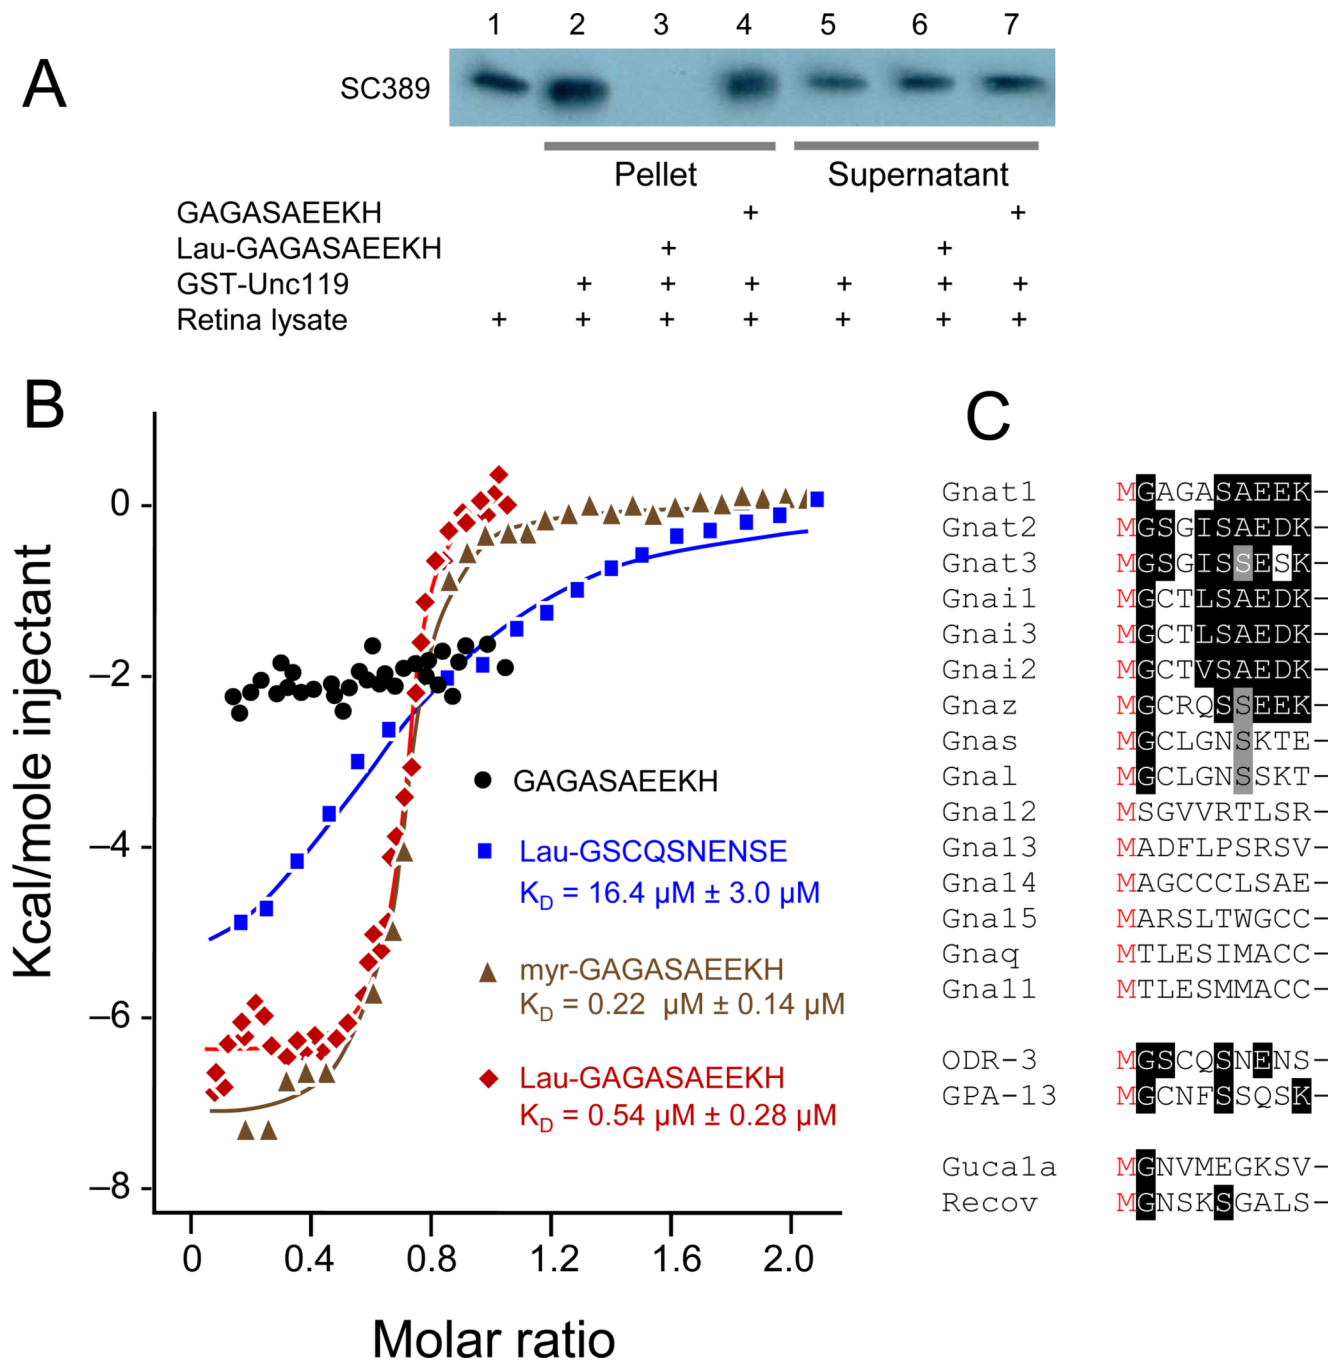 A
1 2 3 4 5 6 7
SC389
Pellet Supernatant
GAGASAEEKH + +
Lau-GAGASAEEKH + +
GST-Unc119 + + + + + +
Retina lysate + + + + + + +
B
Kcal/mole injectant
0
–2
–4
–6
–8
0 0.4 0.8 1.2 1.6 2.0
Molar ratio
GAGASAEEKH
Lau-GSCQSNENSE
KD = 16.4 µM ± 3.0 µM
myr-GAGASAEEKH
KD = 0.22 µM ± 0.14 µM
Lau-GAGASAEEKH
KD = 0.54 µM ± 0.28 µM
C
Gnat1 MGAGASAEEK–
Gnat2 MGSGISAEDK–
Gnat3 MGSGISSESK–
Gnai1 MGCTLSAEDK–
Gnai3 MGCTLSAEDK–
Gnai2 MGCTVSAEDK–
Gnaz MGCRQSSEEK–
Gnas MGCLGNSKTE–
Gnal MGCLGNSSKT–
Gna12 MSGVVRTLSR–
Gna13 MADFLPSRSV–
Gna14 MAGCCCLSAE–
Gna15 MARSLTWGCC–
Gnaq MTLESIMACC–
Gna11 MTLESMMACC–
ODR-3 MGSCQSNENS–
GPA-13 MGCNFSSQSK–
Guca1a MGNVMEGKSV–
Recov MGNSKSGALS–